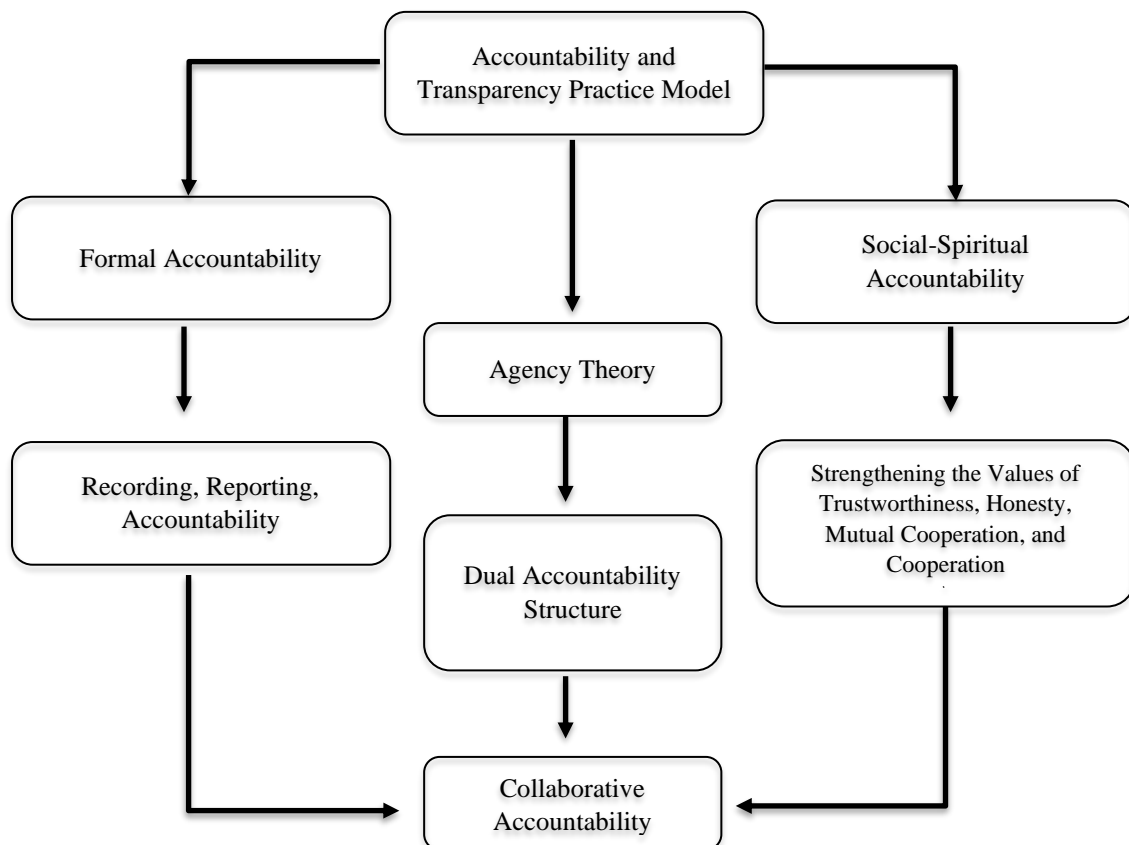 Accountability and
Transparency Practice Model
Formal Accountability
Social-Spiritual
Accountability
Agency Theory
Recording, Reporting,
Accountability
Strengthening the Values of
Trustworthiness, Honesty,
Mutual Cooperation, and
Cooperation
.
Dual Accountability
Structure
Collaborative
Accountability